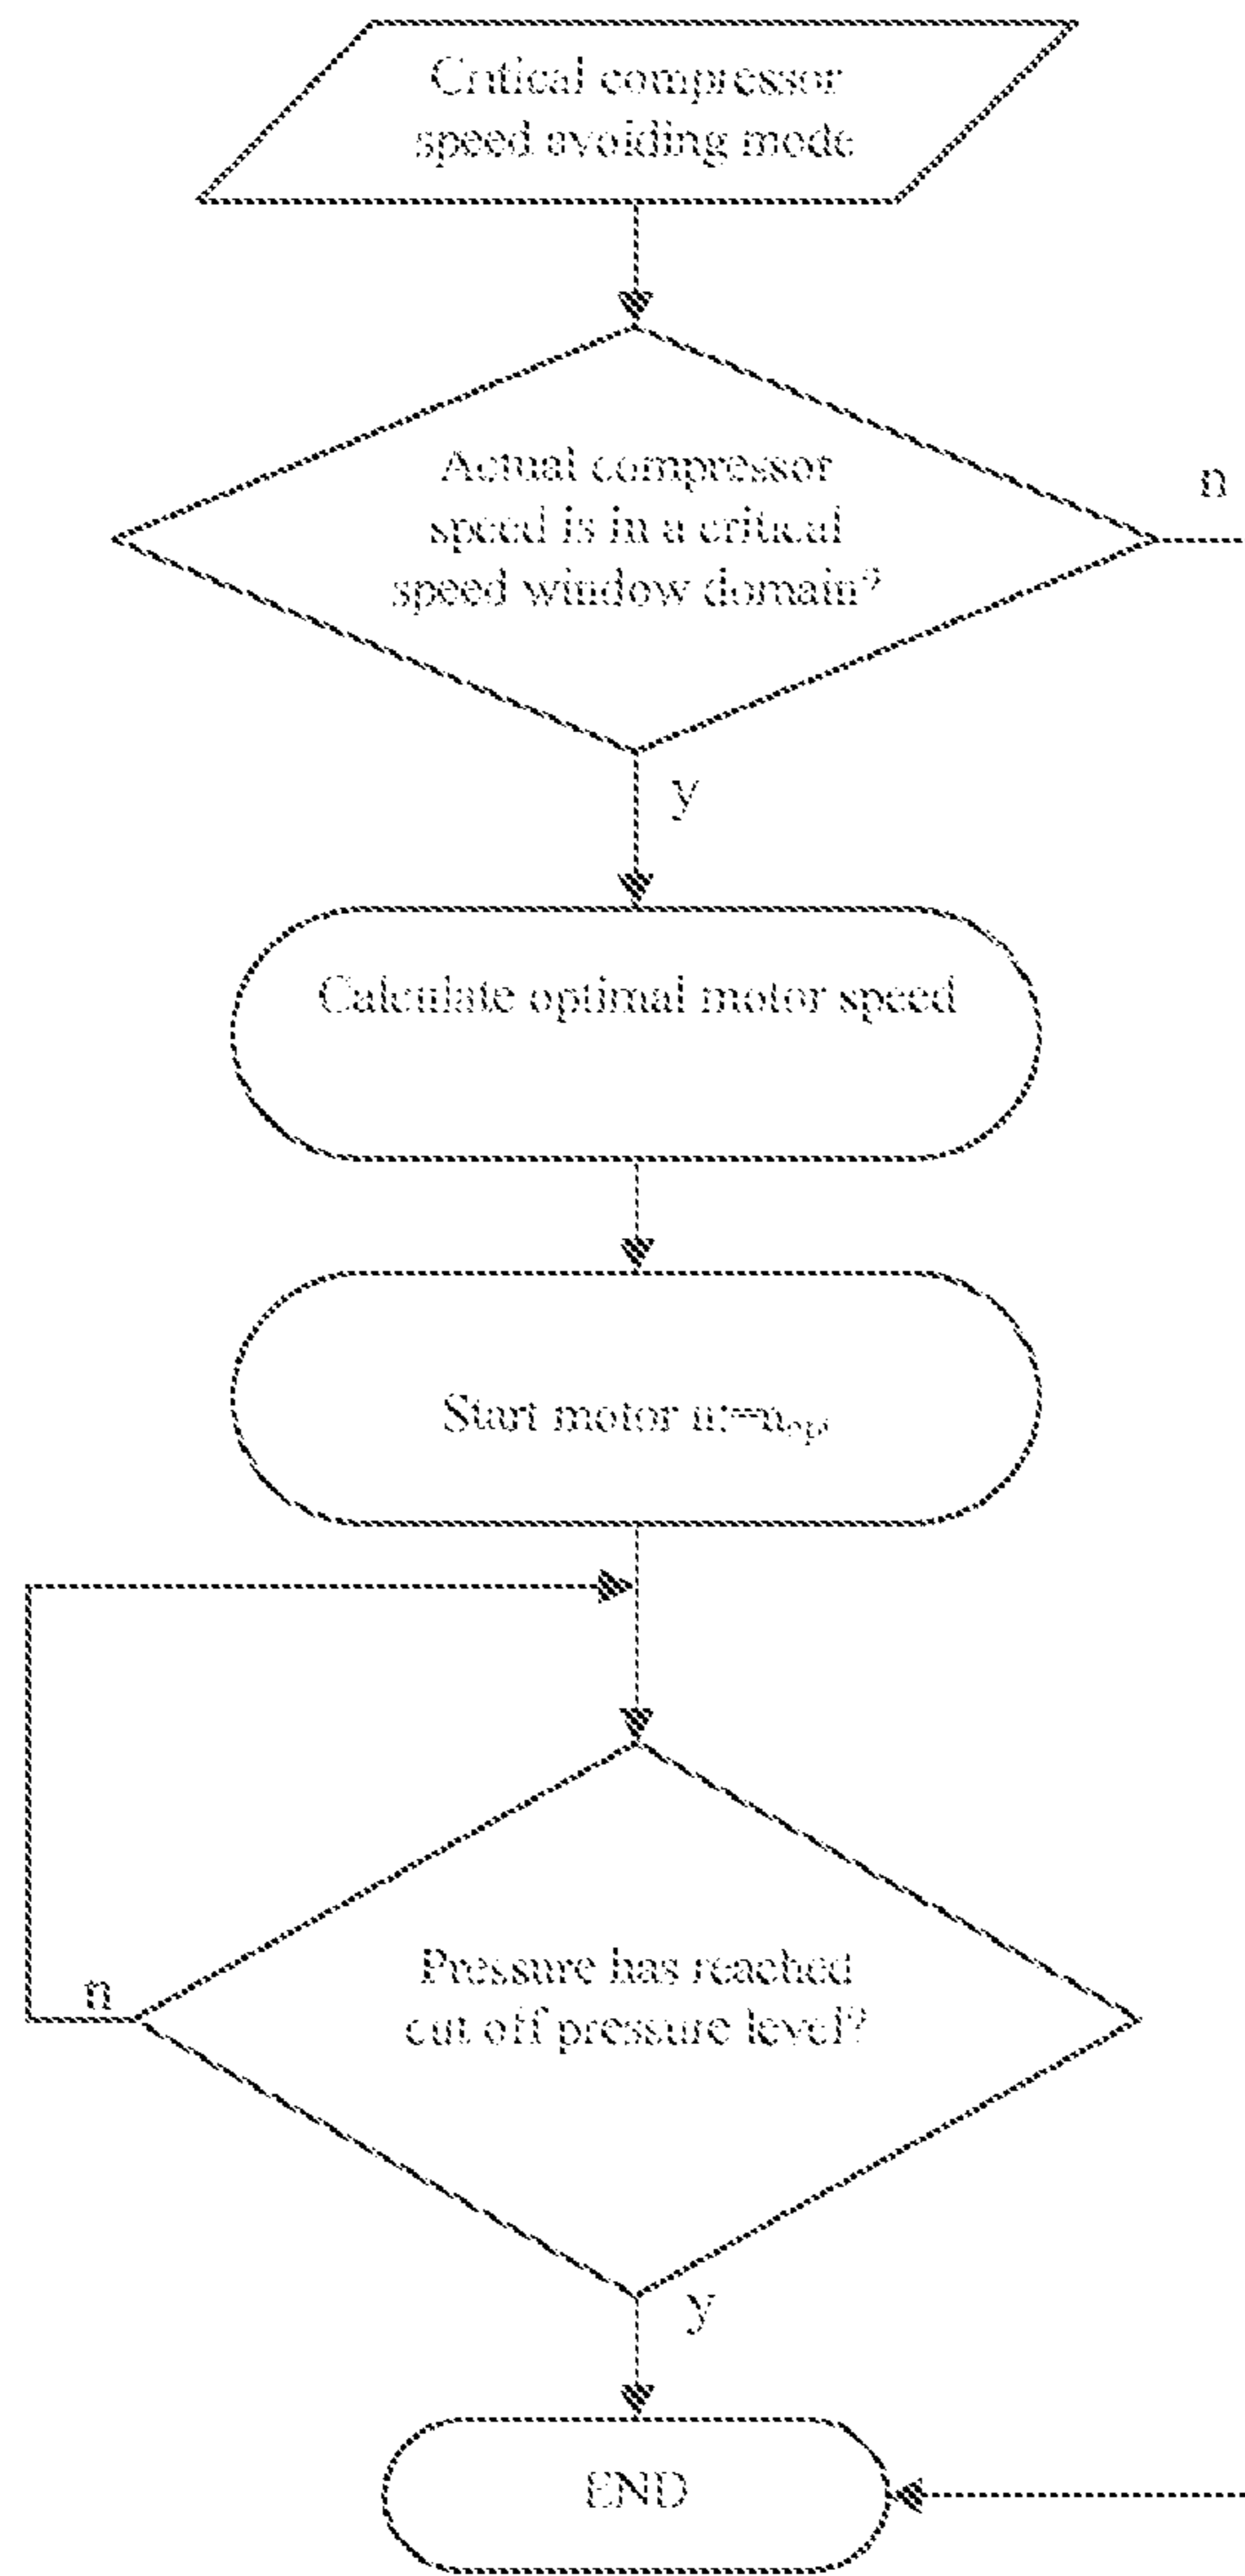 Critical compressor
speed avoiding mode
Actual compressor
speed is in a critical
speed window domain?
n
y
Calculate optimal motor speed
Start motor n:=nopt
Pressure has reached
cut off pressure level?
n
y
END